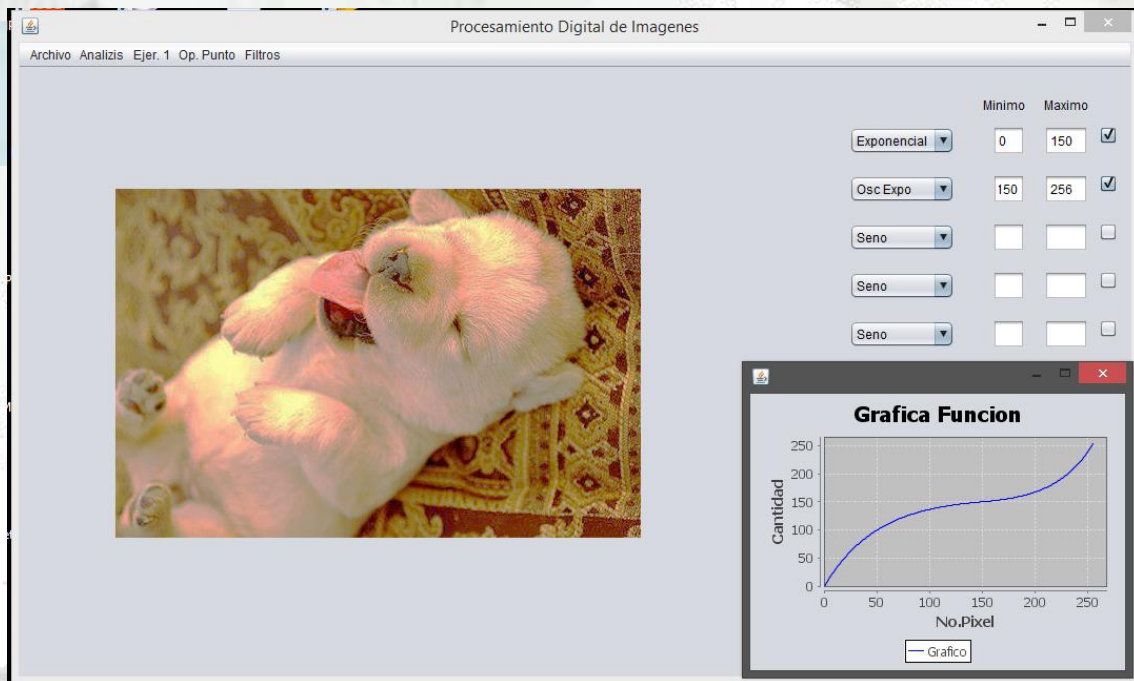 Procesamiento Digital de Imagenes
Archivo Analizis Ejer. 1 Op. Punto Filtros
Minimo Maximo
Exponencial 0 150
Osc Expo 150 256
Seno
Seno
Seno
Grafica Funcion
250
200
150
100
50
0
Cantidad
0 50 100 150 200 250
No.Pixel
Grafico